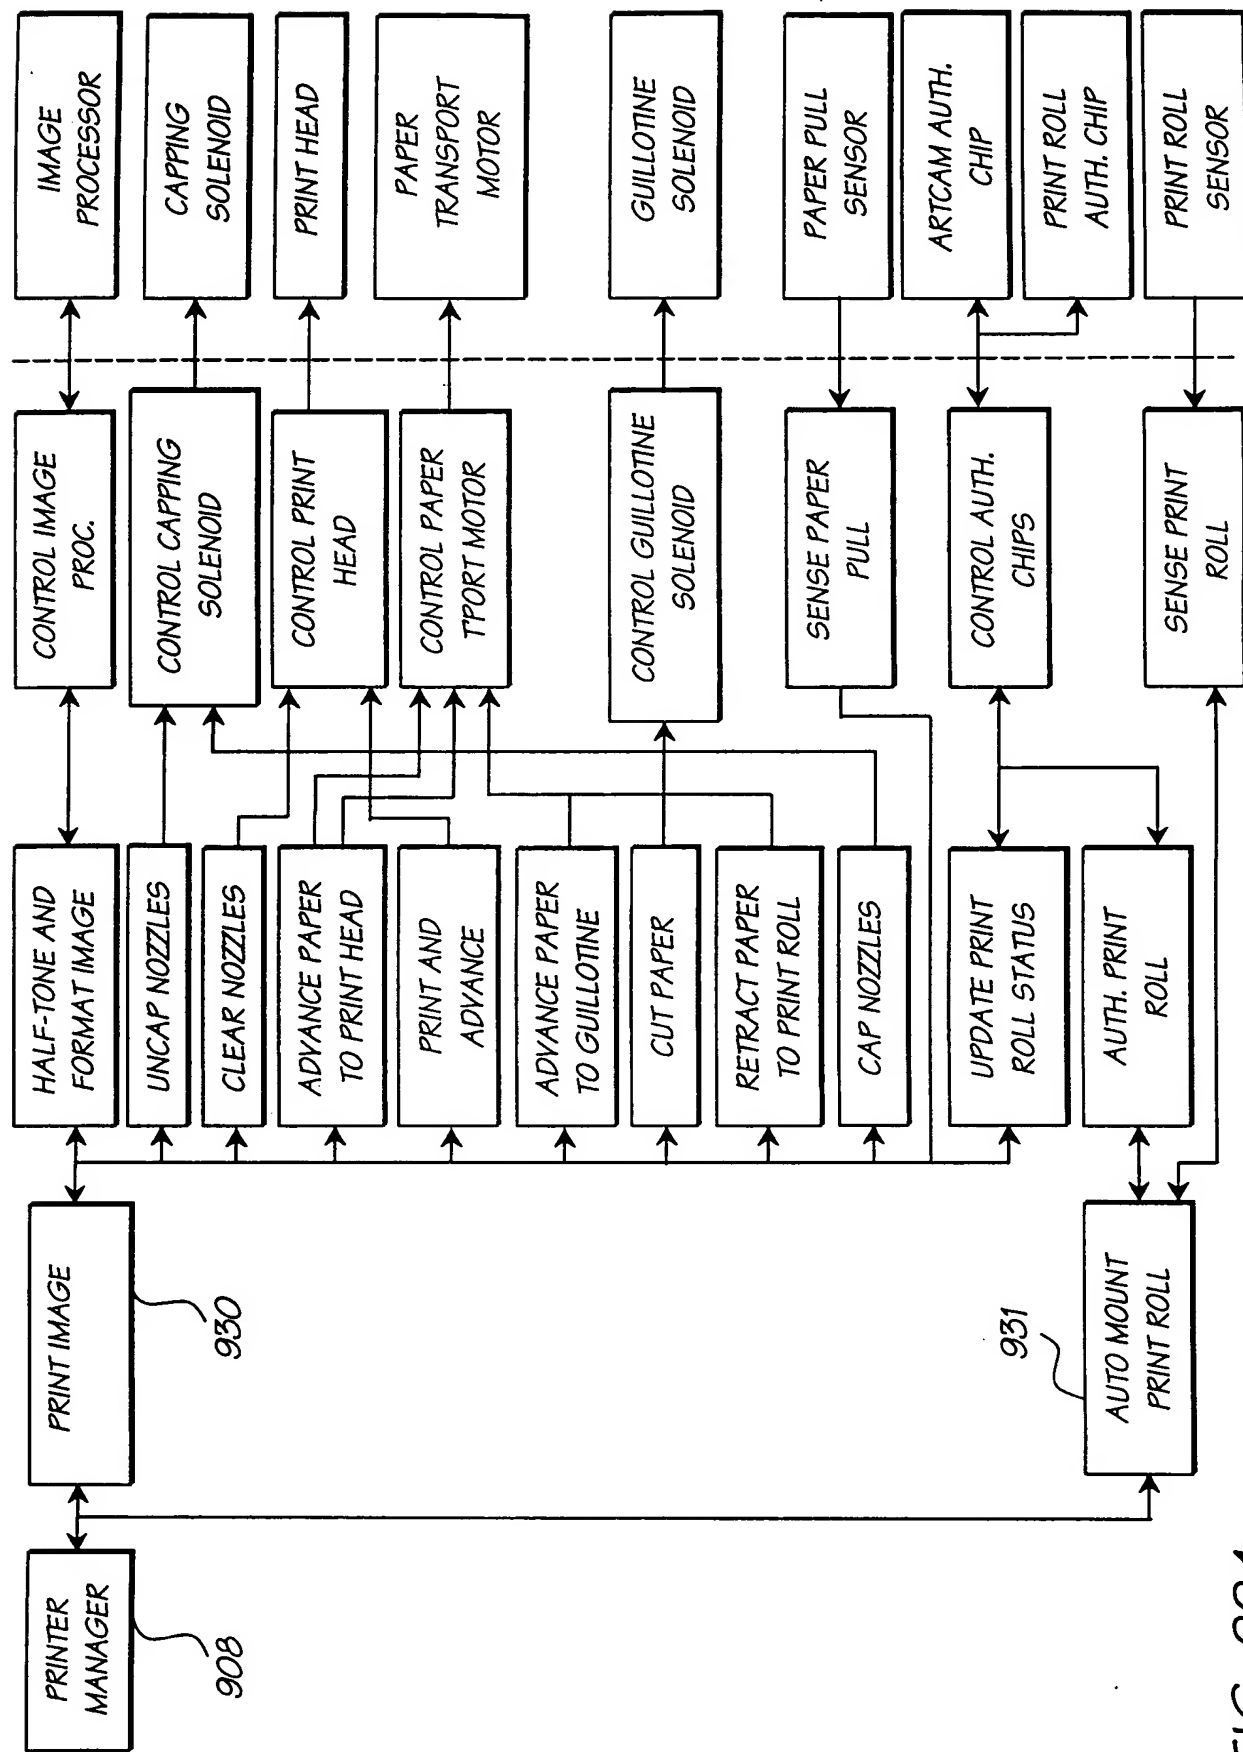 PRINTER
MANAGER
908
PRINT IMAGE
930
AUTO MOUNT
PRINT ROLL
931
HALF-TONE AND
FORMAT IMAGE
UNCAP NOZZLES
CLEAR NOZZLES
ADVANCE PAPER
TO PRINT HEAD
PRINT AND
ADVANCE
ADVANCE PAPER
TO GUILLOTINE
CUT PAPER
RETRACT PAPER
TO PRINT ROLL
CAP NOZZLES
UPDATE PRINT
ROLL STATUS
AUTH. PRINT
ROLL
CONTROL IMAGE
PROC.
CONTROL CAPPING
SOLENOID
CONTROL PRINT
HEAD
CONTROL PAPER
T'PORT MOTOR
CONTROL GUILLOTINE
SOLENOID
SENSE PAPER
PULL
CONTROL AUTH.
CHIPS
SENSE PRINT
ROLL
IMAGE
PROCESSOR
CAPPING
SOLENOID
PRINT HEAD
PAPER
TRANSPORT
MOTOR
GUILLOTINE
SOLENOID
PAPER PULL
SENSOR
ARTCAM AUTH.
CHIP
PRINT ROLL
AUTH. CHIP
PRINT ROLL
SENSOR
FIG.